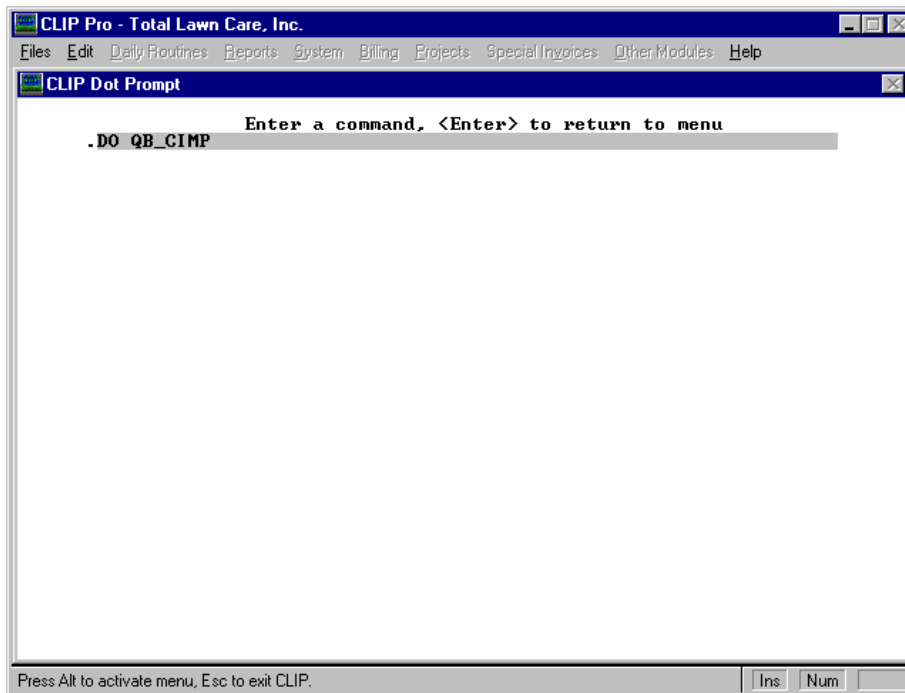 CLIP Pro - Total Lawn Care, Inc.
Files Edit Daily Routines Reports System Billing Projects Special Invoices Other Modules Help
CLIP Dot Prompt
Enter a command, <Enter> to return to menu
.DO QB_CIMP
Press Alt to activate menu, Esc to exit CLIP.
Ins Num